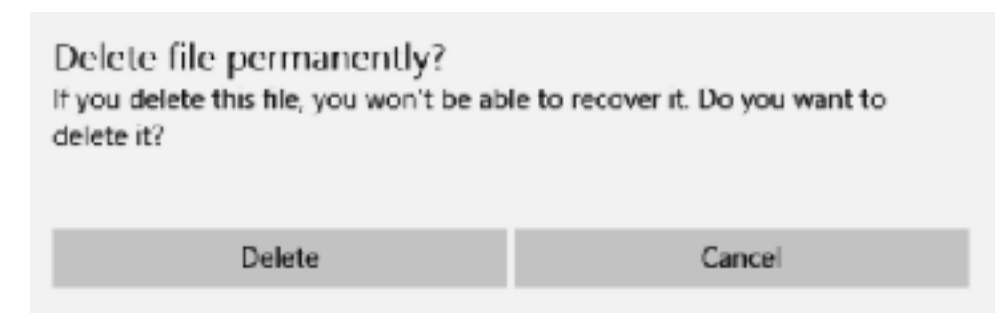 Delete file permanently?
If you delete this file, you won't be able to recover it. Do you want to
delete it?
Delete
Cancel